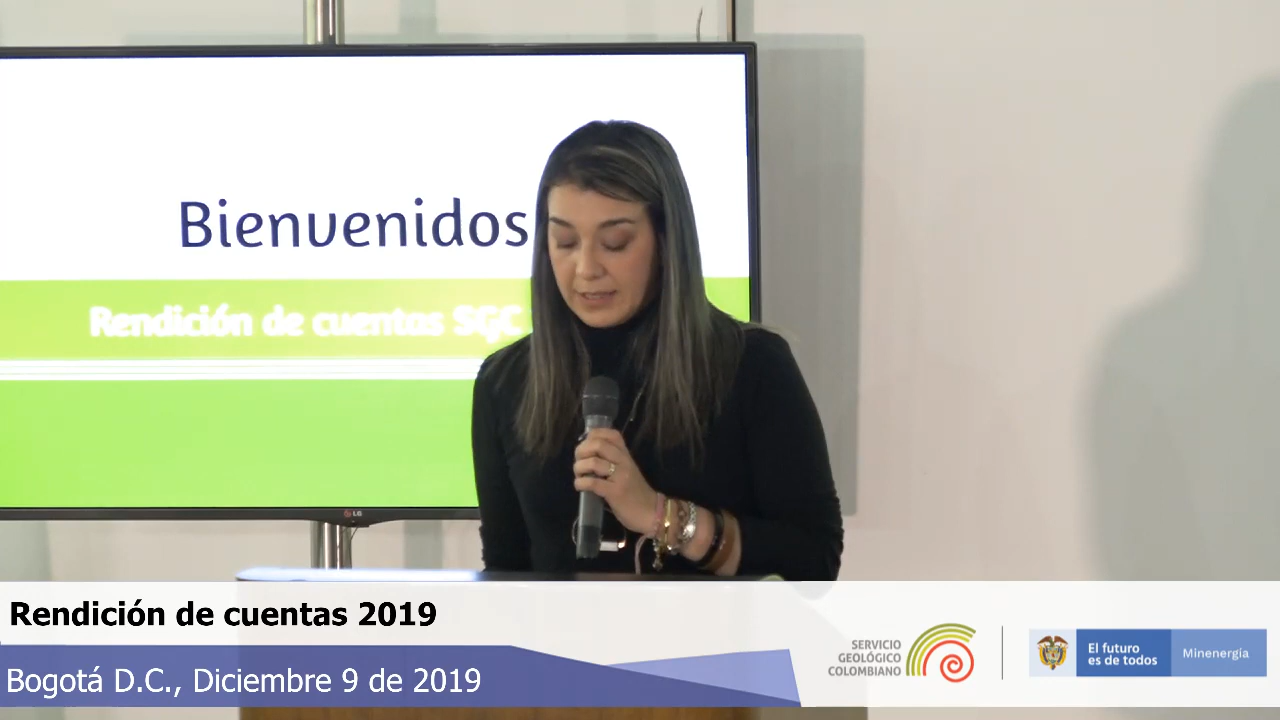 Bienvenidos
Rendición de cuentas SGC
LG
Rendición de cuentas 2019
Bogotá D.C., Diciembre 9 de 2019
SERVICIO
GEOLÓGICO
COLOMBIANO
El futuro
es de todos
Minenergía